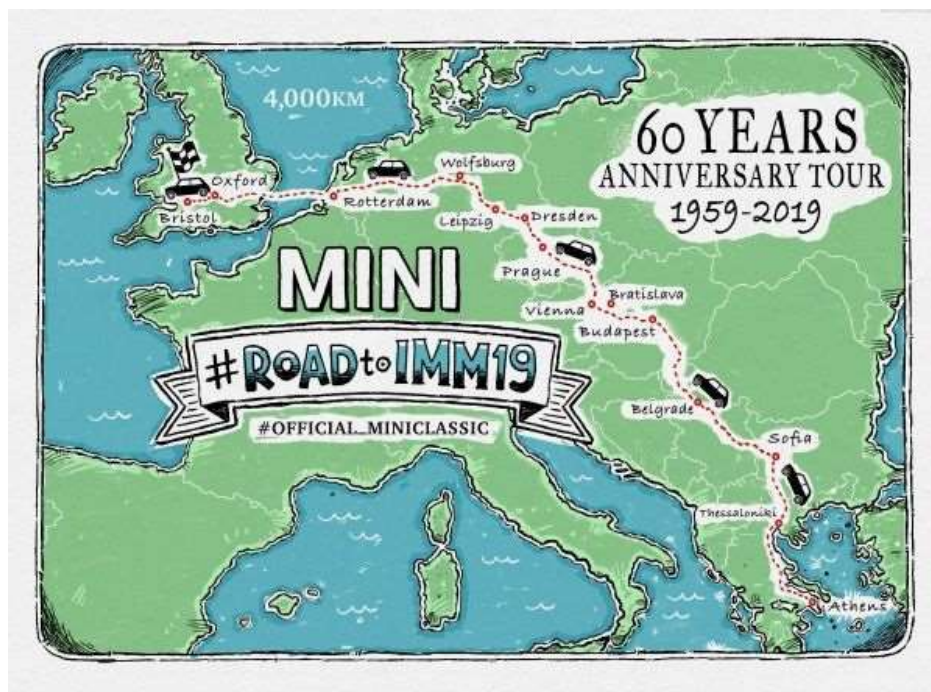 4,000KM
60 YEARS
ANNIVERSARY TOUR
1959-2019
Wolfsburg
Oxford
Rotterdam
Bristol
Leipzig
Dresden
Prague
MINI
Bratislava
Vienna
Budapest
#ROADtoIMM19
Belgrade
#OFFICIAL_MINICLASSIC
Sofia
Thessaloniki
Athens